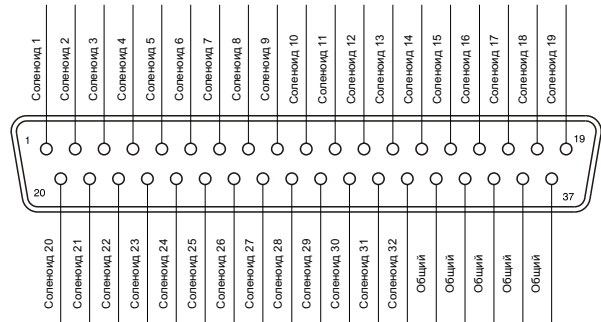 Соленоид 1
Соленоид 2
Соленоид 3
Соленоид 4
Соленоид 5
Соленоид 6
Соленоид 7
Соленоид 8
Соленоид 9
Соленоид 10
Соленоид 11
Соленоид 12
Соленоид 13
Соленоид 14
Соленоид 15
Соленоид 16
Соленоид 17
Соленоид 18
Соленоид 19
1
19
20
37
Соленоид 20
Соленоид 21
Соленоид 22
Соленоид 23
Соленоид 24
Соленоид 25
Соленоид 26
Соленоид 27
Соленоид 28
Соленоид 29
Соленоид 30
Соленоид 31
Соленоид 32
Общий
Общий
Общий
Общий
Общий